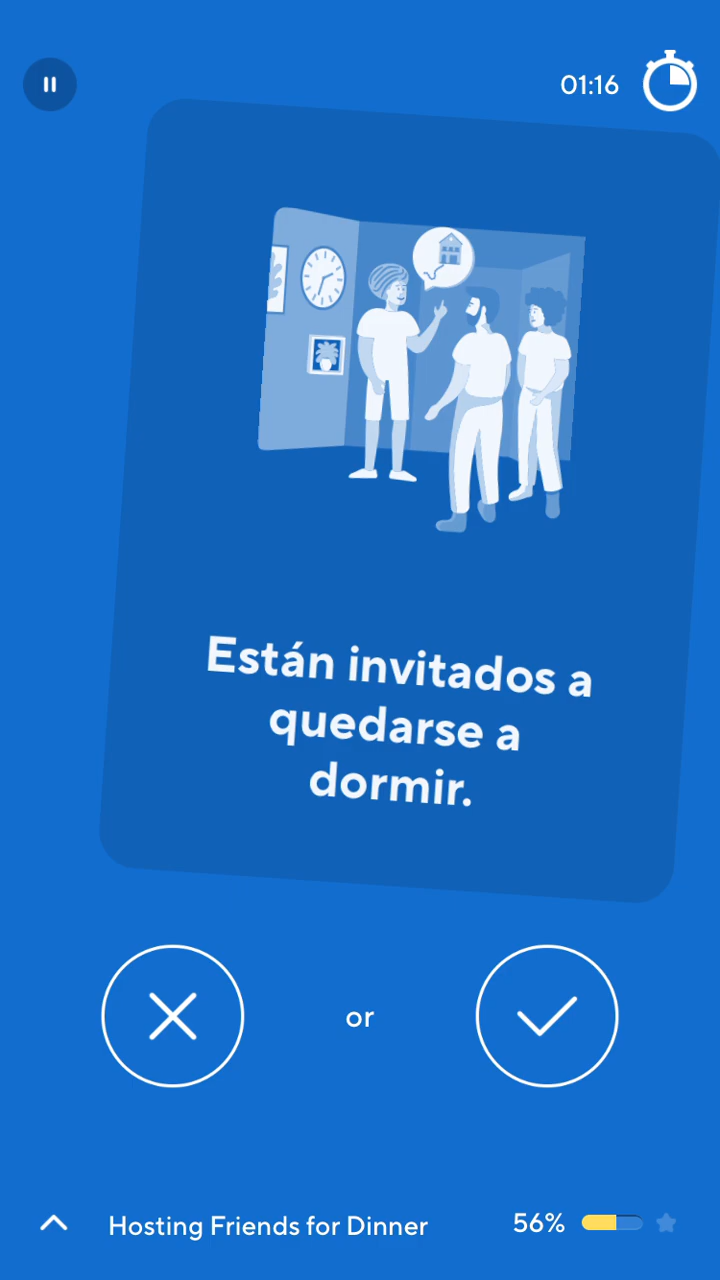 01:16
Están invitados a
quedarse a
dormir.
or
Hosting Friends for Dinner
56%